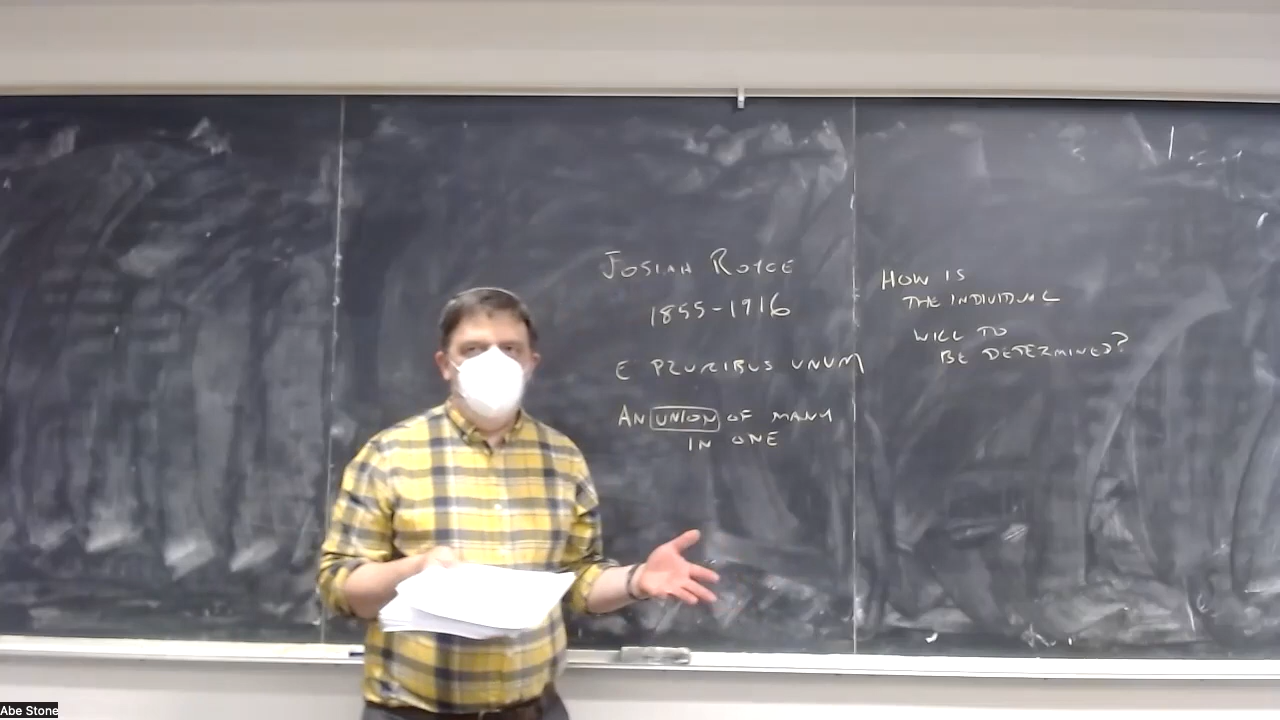 JOSIAH ROYCE
1855-1916
E PLURIBUS UNUM
AN UNION OF MANY
IN ONE
HOW IS
THE INDIVIDUAL
WILL TO
BE DETERMINED?
Abe Stone